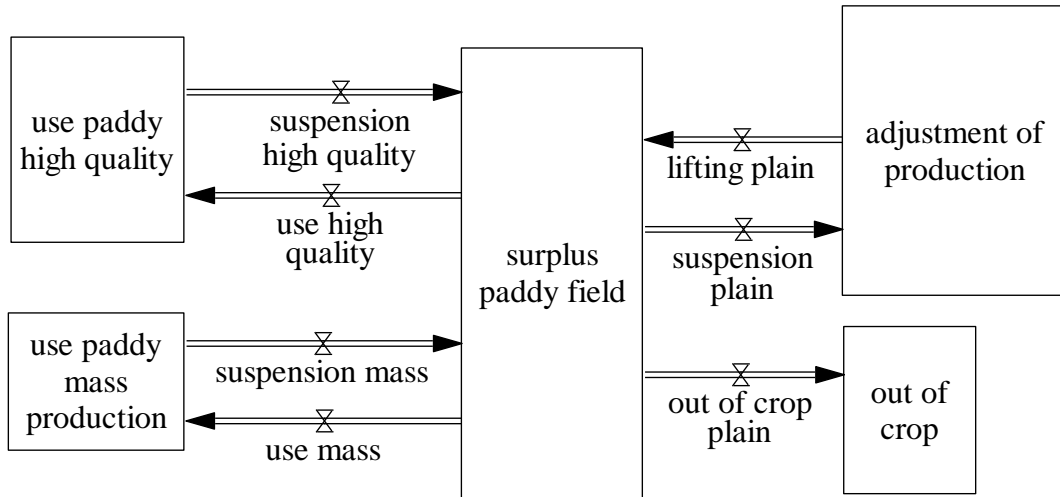 use paddy
high quality
suspension
high quality
use high
quality
use paddy
mass
production
suspension mass
use mass
surplus
paddy field
lifting plain
suspension
plain
out of crop
plain
adjustment of
production
out of
crop